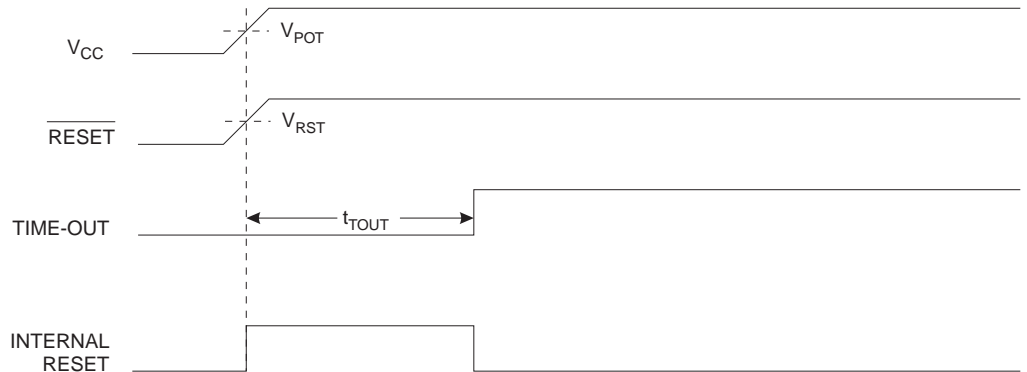 VCC
VPOT
RESET
VRST
TIME-OUT
tTOUT
INTERNAL
RESET